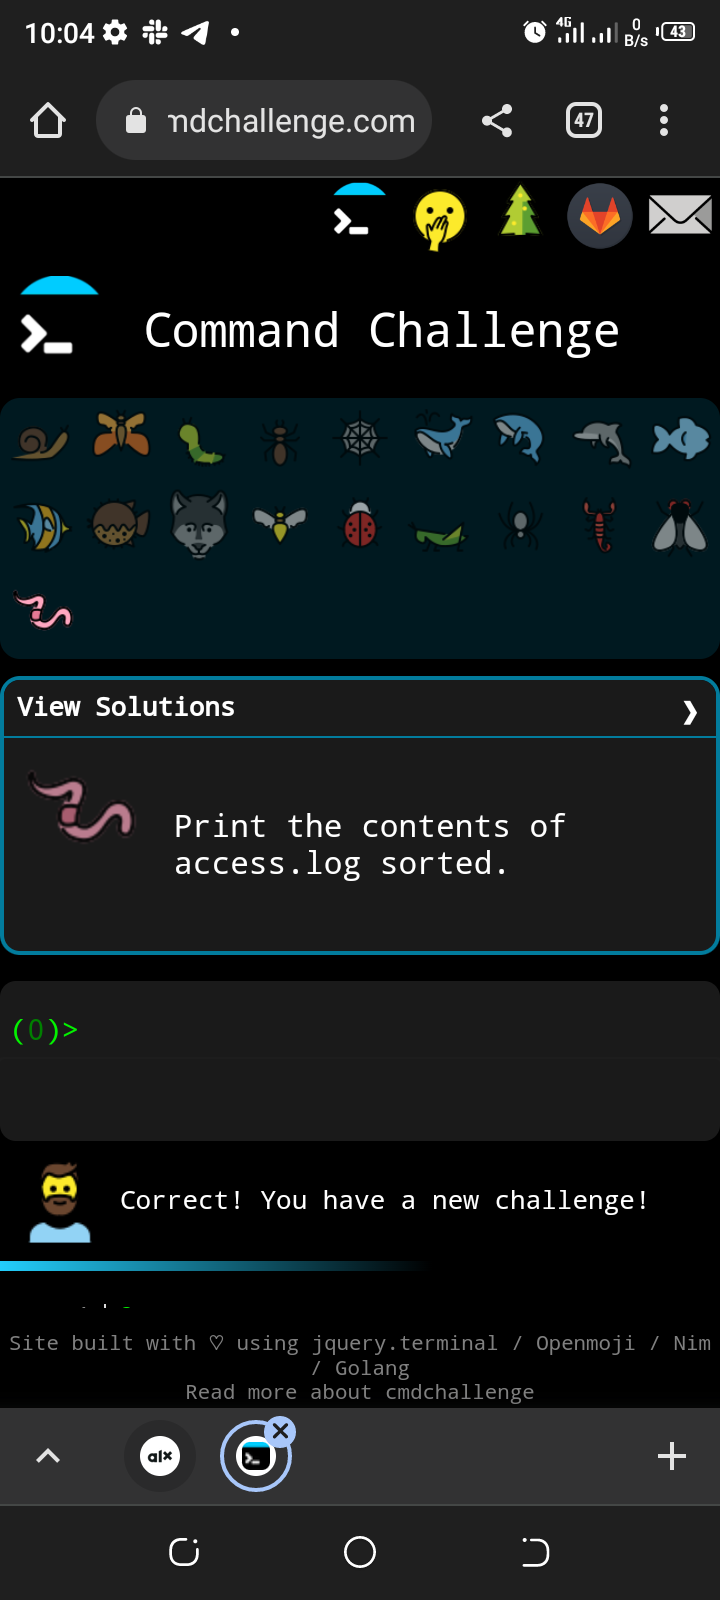 10:04
4G
0
B/s
43
mdchallenge.com
47
Command Challenge
View Solutions
Print the contents of
access.log sorted.
(0)>
Correct! You have a new challenge!
Site built with ♡ using jquery.terminal / Openmoji / Nim
/ Golang
Read more about cmdchallenge
alx